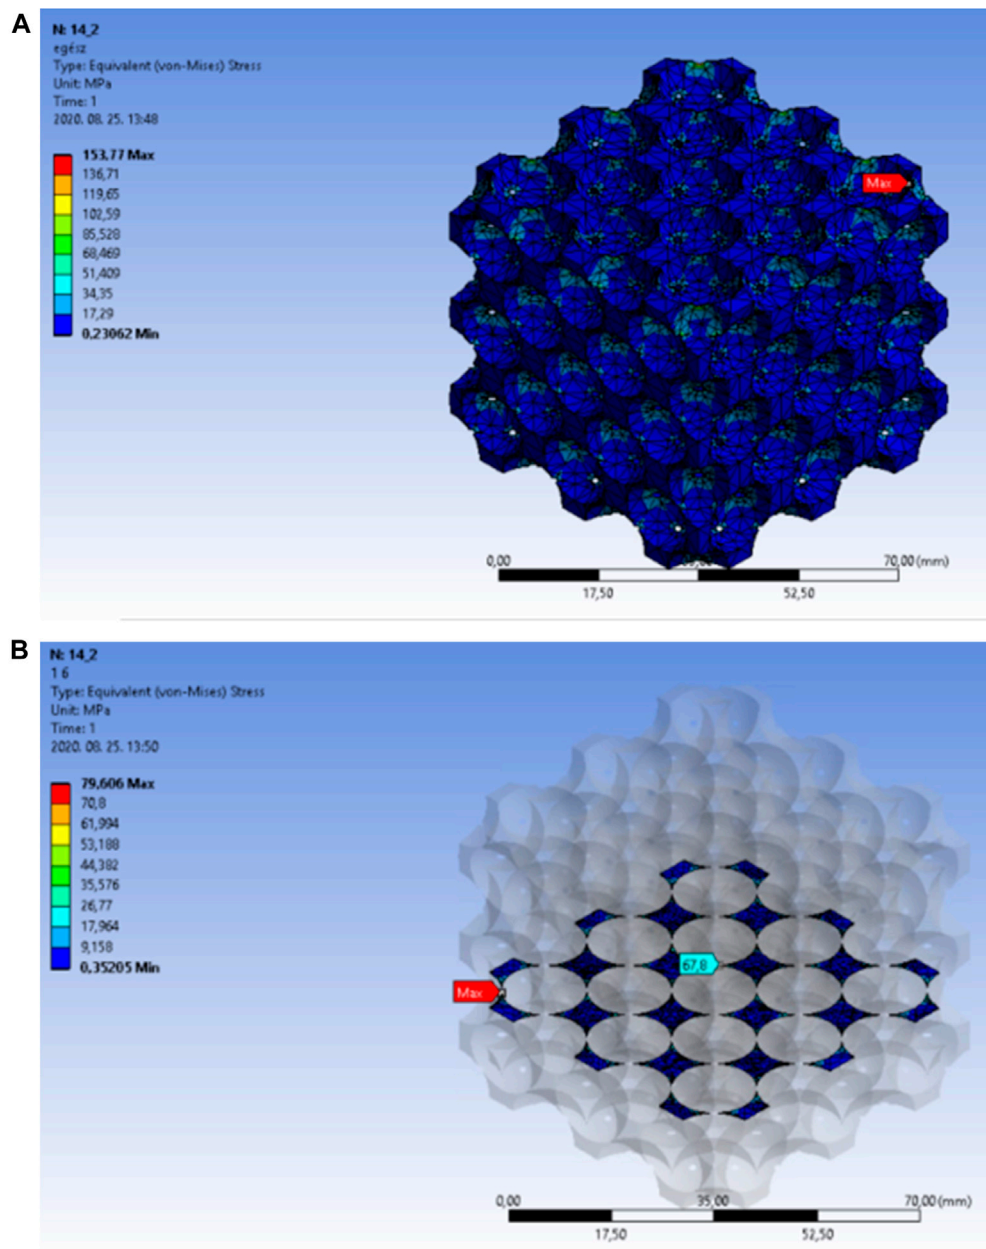 A
N: 14_2
egész
Type: Equivalent (von-Mises) Stress
Unit: MPa
Time: 1
2020. 08. 25. 13:48
153,77 Max
136,71
119,65
102,59
85,528
68,469
51,409
34,35
17,29
0,23062 Min
Max
0,00
70,00 (mm)
17,50
52,50
B
N: 14_2
1 6
Type: Equivalent (von-Mises) Stress
Unit: MPa
Time: 1
2020. 08. 25. 13:50
79,606 Max
70,8
61,994
53,188
44,382
35,576
26,77
17,964
9,158
0,35205 Min
67,8
Max
0,00
35,00
70,00 (mm)
17,50
52,50